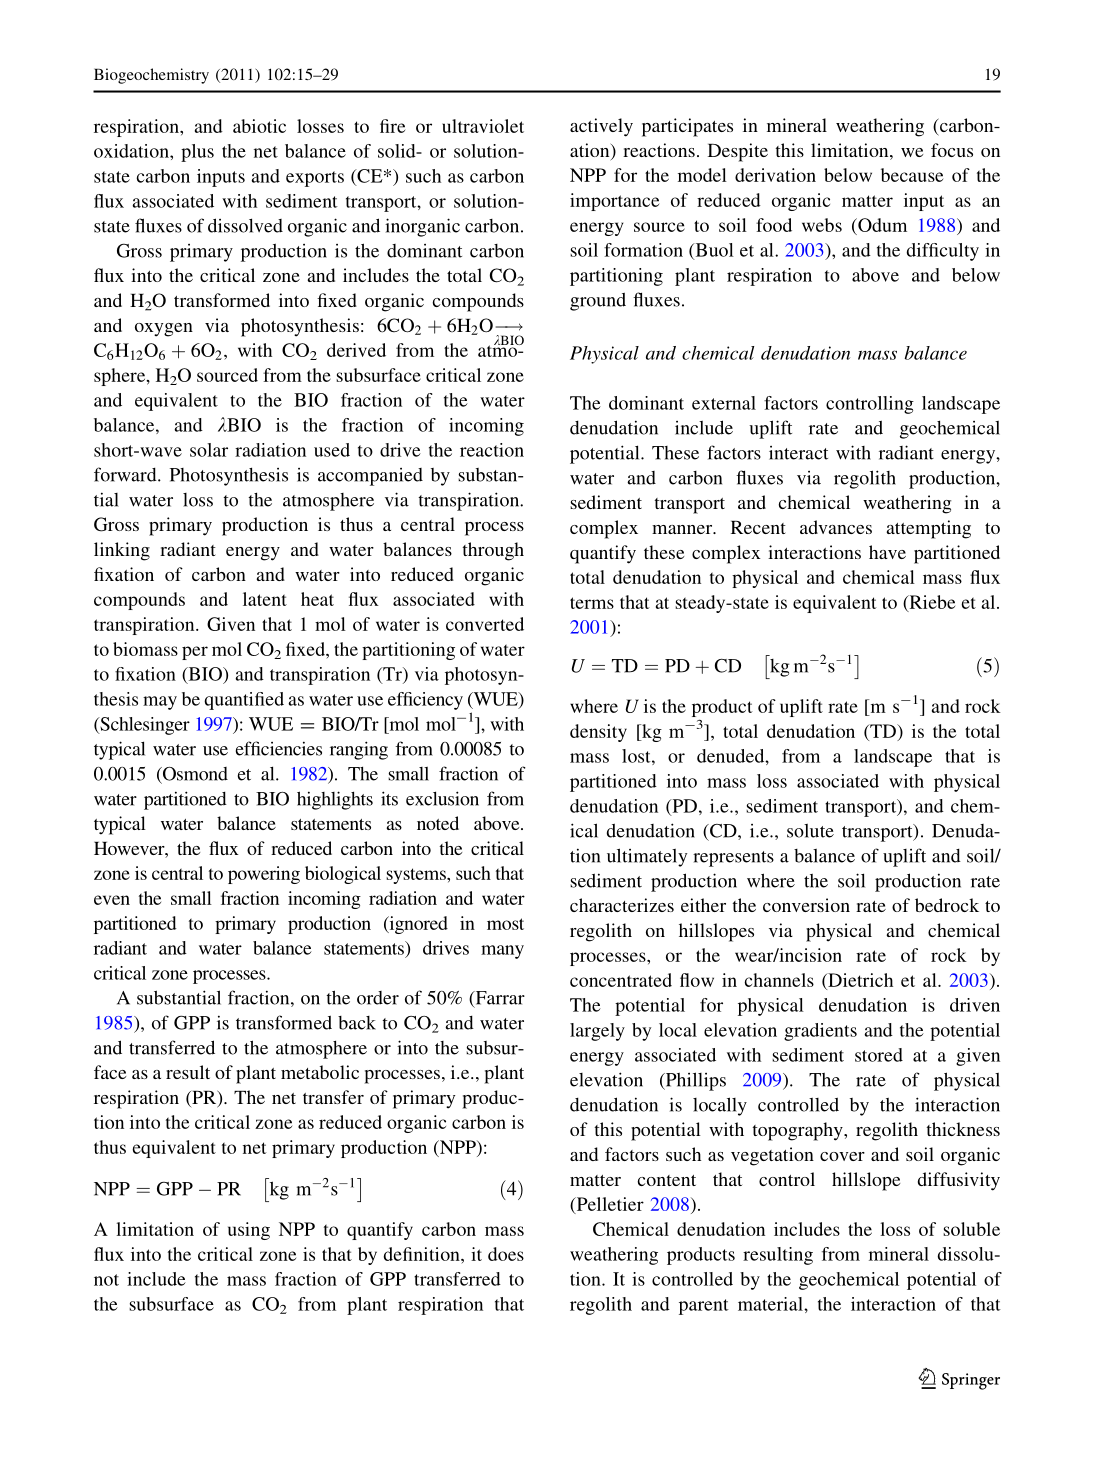 Biogeochemistry (2011) 102:15–29 19
respiration, and abiotic losses to fire or ultraviolet
oxidation, plus the net balance of solid- or solution-
state carbon inputs and exports (CE*) such as carbon
flux associated with sediment transport, or solution-
state fluxes of dissolved organic and inorganic carbon.
Gross primary production is the dominant carbon
flux into the critical zone and includes the total CO₂
and H₂O transformed into fixed organic compounds
and oxygen via photosynthesis: 6CO₂ + 6H₂O ⟶
λBIO
C₆H₁₂O₆ + 6O₂, with CO₂ derived from the atmo-
sphere, H₂O sourced from the subsurface critical zone
and equivalent to the BIO fraction of the water
balance, and λBIO is the fraction of incoming
short-wave solar radiation used to drive the reaction
forward. Photosynthesis is accompanied by substan-
tial water loss to the atmosphere via transpiration.
Gross primary production is thus a central process
linking radiant energy and water balances through
fixation of carbon and water into reduced organic
compounds and latent heat flux associated with
transpiration. Given that 1 mol of water is converted
to biomass per mol CO₂ fixed, the partitioning of water
to fixation (BIO) and transpiration (Tr) via photosyn-
thesis may be quantified as water use efficiency (WUE)
(Schlesinger 1997): WUE = BIO/Tr [mol mol⁻¹], with
typical water use efficiencies ranging from 0.00085 to
0.0015 (Osmond et al. 1982). The small fraction of
water partitioned to BIO highlights its exclusion from
typical water balance statements as noted above.
However, the flux of reduced carbon into the critical
zone is central to powering biological systems, such that
even the small fraction incoming radiation and water
partitioned to primary production (ignored in most
radiant and water balance statements) drives many
critical zone processes.
A substantial fraction, on the order of 50% (Farrar
1985), of GPP is transformed back to CO₂ and water
and transferred to the atmosphere or into the subsur-
face as a result of plant metabolic processes, i.e., plant
respiration (PR). The net transfer of primary produc-
tion into the critical zone as reduced organic carbon is
thus equivalent to net primary production (NPP):
NPP = GPP − PR [kg m⁻²s⁻¹] (4)
A limitation of using NPP to quantify carbon mass
flux into the critical zone is that by definition, it does
not include the mass fraction of GPP transferred to
the subsurface as CO₂ from plant respiration that
actively participates in mineral weathering (carbon-
ation) reactions. Despite this limitation, we focus on
NPP for the model derivation below because of the
importance of reduced organic matter input as an
energy source to soil food webs (Odum 1988) and
soil formation (Buol et al. 2003), and the difficulty in
partitioning plant respiration to above and below
ground fluxes.
Physical and chemical denudation mass balance
The dominant external factors controlling landscape
denudation include uplift rate and geochemical
potential. These factors interact with radiant energy,
water and carbon fluxes via regolith production,
sediment transport and chemical weathering in a
complex manner. Recent advances attempting to
quantify these complex interactions have partitioned
total denudation to physical and chemical mass flux
terms that at steady-state is equivalent to (Riebe et al.
2001):
U = TD = PD + CD [kg m⁻²s⁻¹] (5)
where U is the product of uplift rate [m s⁻¹] and rock
density [kg m⁻³], total denudation (TD) is the total
mass lost, or denuded, from a landscape that is
partitioned into mass loss associated with physical
denudation (PD, i.e., sediment transport), and chem-
ical denudation (CD, i.e., solute transport). Denuda-
tion ultimately represents a balance of uplift and soil/
sediment production where the soil production rate
characterizes either the conversion rate of bedrock to
regolith on hillslopes via physical and chemical
processes, or the wear/incision rate of rock by
concentrated flow in channels (Dietrich et al. 2003).
The potential for physical denudation is driven
largely by local elevation gradients and the potential
energy associated with sediment stored at a given
elevation (Phillips 2009). The rate of physical
denudation is locally controlled by the interaction
of this potential with topography, regolith thickness
and factors such as vegetation cover and soil organic
matter content that control hillslope diffusivity
(Pelletier 2008).
Chemical denudation includes the loss of soluble
weathering products resulting from mineral dissolu-
tion. It is controlled by the geochemical potential of
regolith and parent material, the interaction of that
Springer